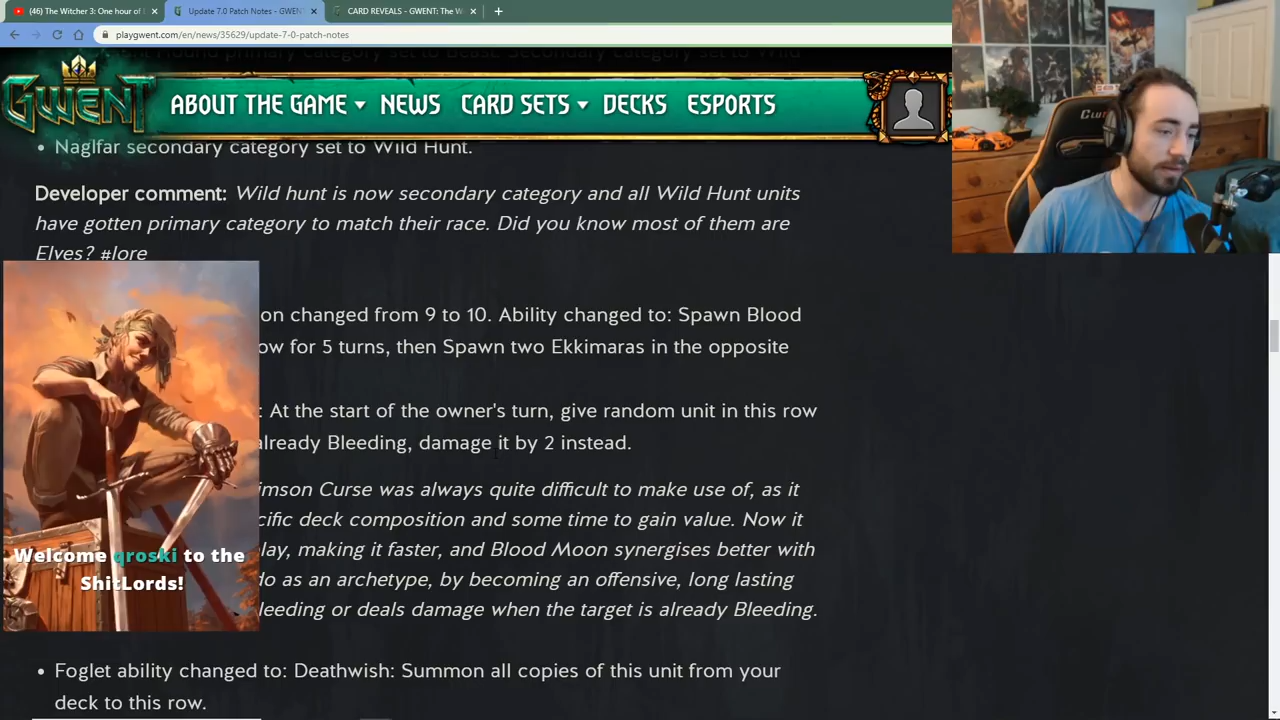 (46) The Witcher 3: One hour of
Update 7.0 Patch Notes - GWENT:
CARD REVEALS - GWENT: The W
playgwent.com/en/news/35629/update-7-0-patch-notes
GWENT
ABOUT THE GAME
NEWS
CARD SETS
DECKS
ESPORTS
• Naglfar secondary category set to Wild Hunt.
Developer comment: Wild hunt is now secondary category and all Wild Hunt units
have gotten primary category to match their race. Did you know most of them are
Elves? #lore
on changed from 9 to 10. Ability changed to: Spawn Blood
ow for 5 turns, then Spawn two Ekkimaras in the opposite
: At the start of the owner's turn, give random unit in this row
already Bleeding, damage it by 2 instead.
imson Curse was always quite difficult to make use of, as it
cific deck composition and some time to gain value. Now it
lay, making it faster, and Blood Moon synergises better with
do as an archetype, by becoming an offensive, long lasting
leeding or deals damage when the target is already Bleeding.
Welcome qroski to the
ShitLords!
• Foglet ability changed to: Deathwish: Summon all copies of this unit from your
deck to this row.